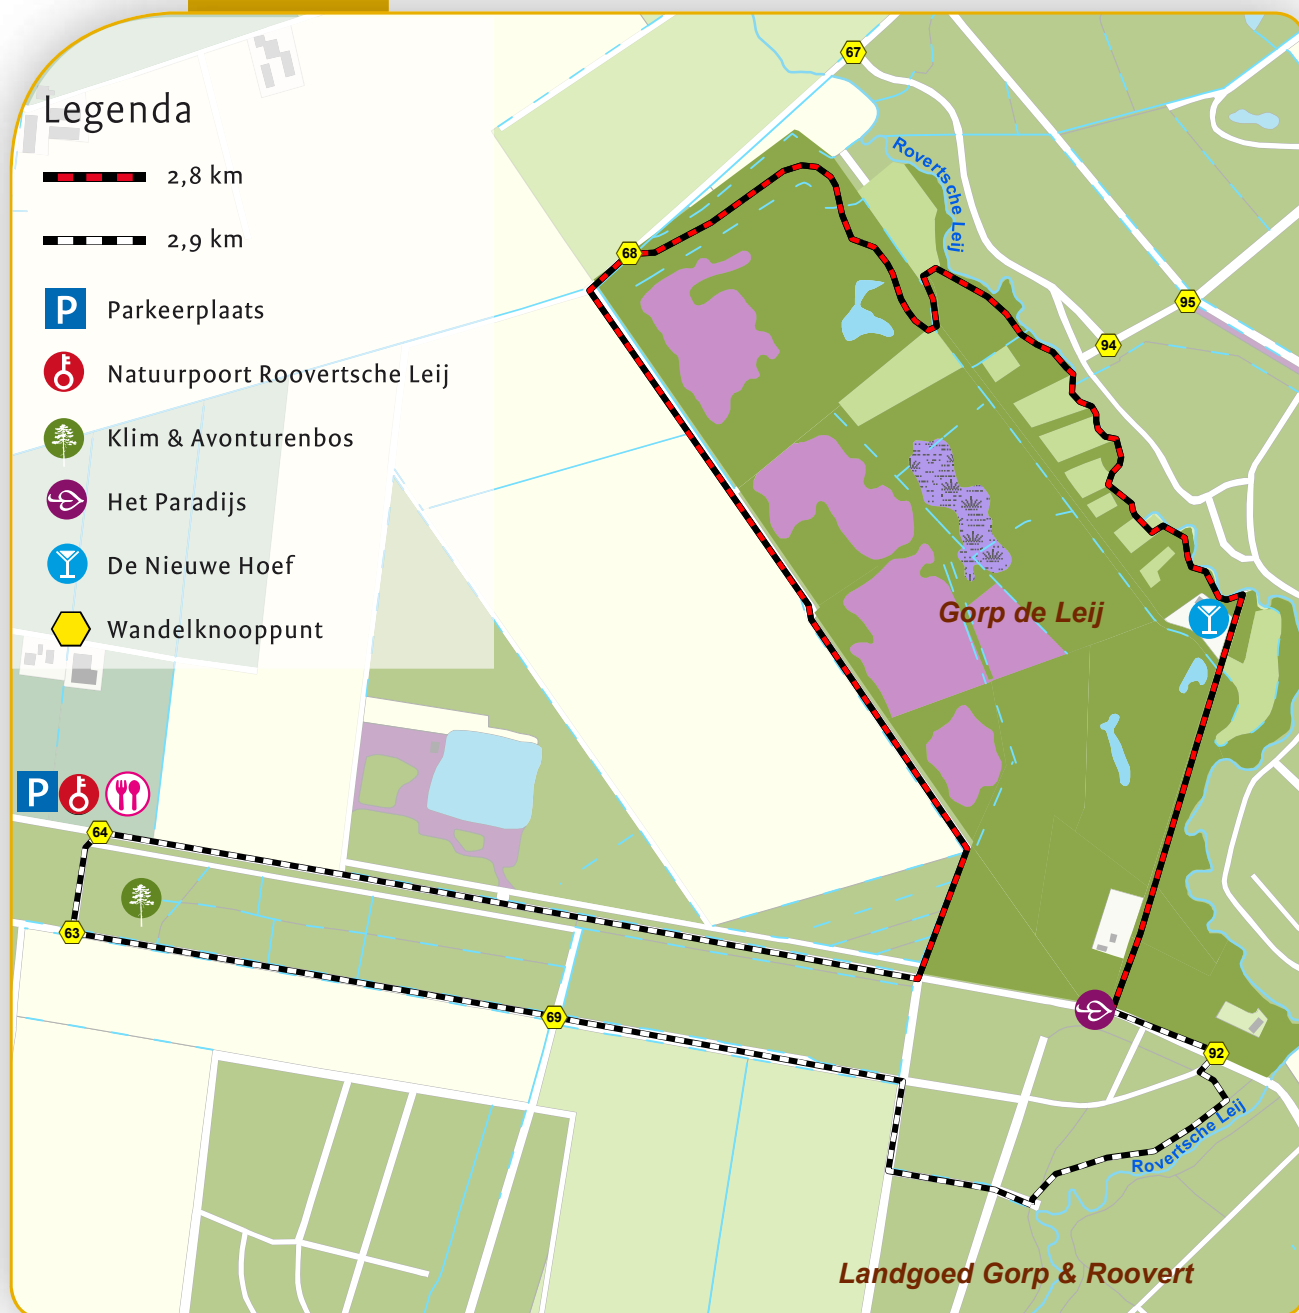 Legenda
2,8 km
2,9 km
P Parkeerplaats
Natuurpoort Roovertsche Leij
Klim & Avonturenbos
Het Paradijs
De Nieuwe Hoef
Wandelknooppunt
67
Rovertsche Leij
68
95
94
Gorp de Leij
P
64
63
69
92
Rovertsche Leij
Landgoed Gorp & Roovert